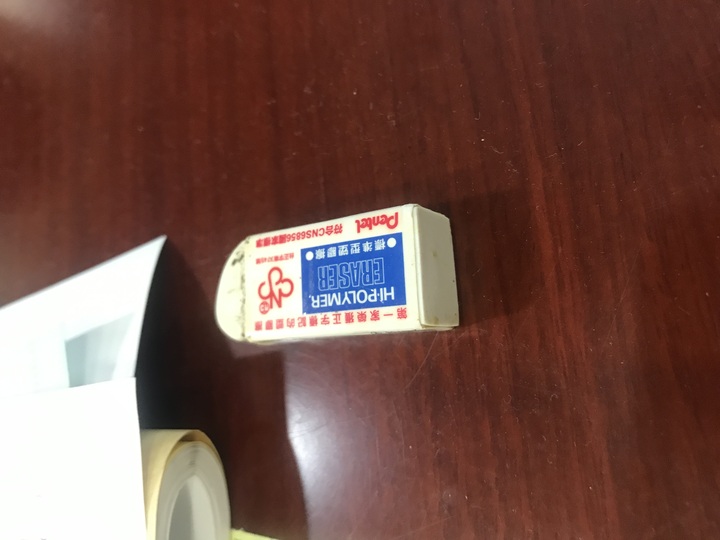 第一家榮獲正字標記的膠擦
Hi-POLYMER
ERASER
標準型塑膠擦
Pentel 符合CNS6856國家標準